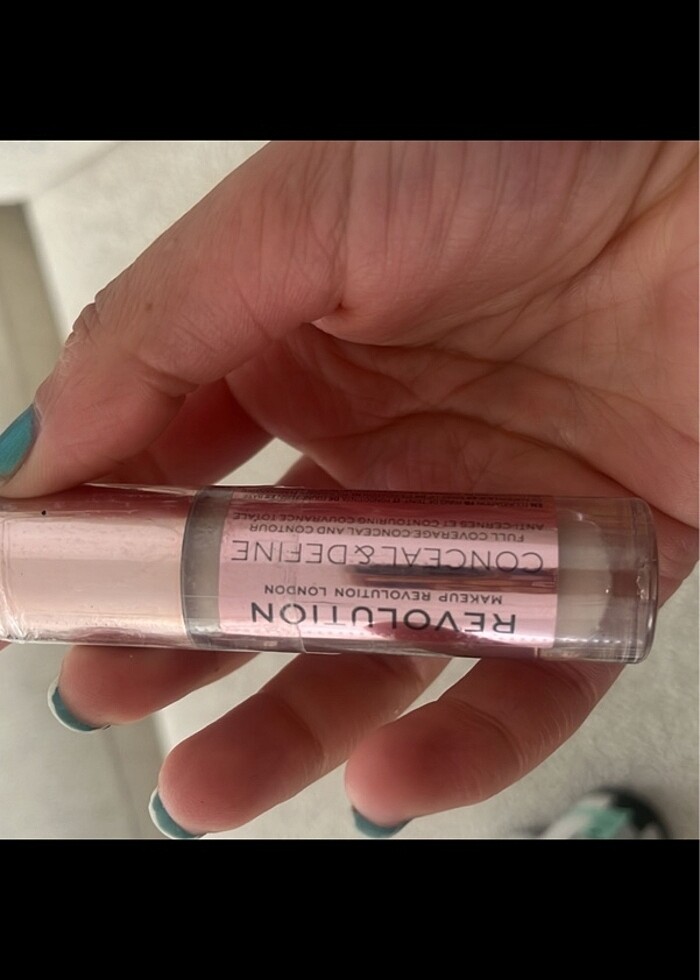 REVOLUTION
MAKEUP REVOLUTION LONDON
CONCEAL & DEFINE
FULL COVERAGE CONCEAL AND CONTOUR
ANTI-CERNES ET CONTOURING COUVRANCE TOTALE